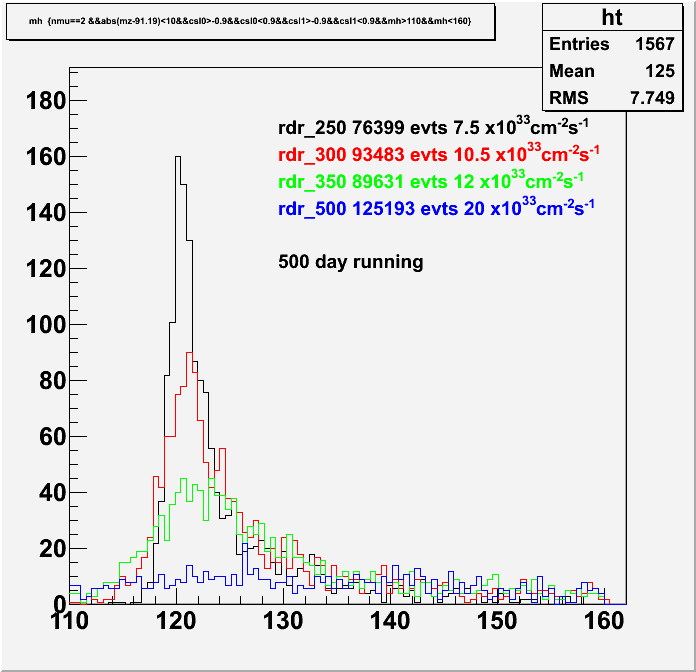 mh {nmu==2 &&abs(mz-91.19)<10&&csl0>-0.9&&csl0<0.9&&csl1>-0.9&&csl1<0.9&&mh>110&&mh<160}
ht
Entries 1567
Mean 125
RMS 7.749
rdr_250 76399 evts 7.5 x10³³cm⁻²s⁻¹
rdr_300 93483 evts 10.5 x10³³cm⁻²s⁻¹
rdr_350 89631 evts 12 x10³³cm⁻²s⁻¹
rdr_500 125193 evts 20 x10³³cm⁻²s⁻¹
500 day running
180
160
140
120
100
80
60
40
20
0
110 120 130 140 150 160